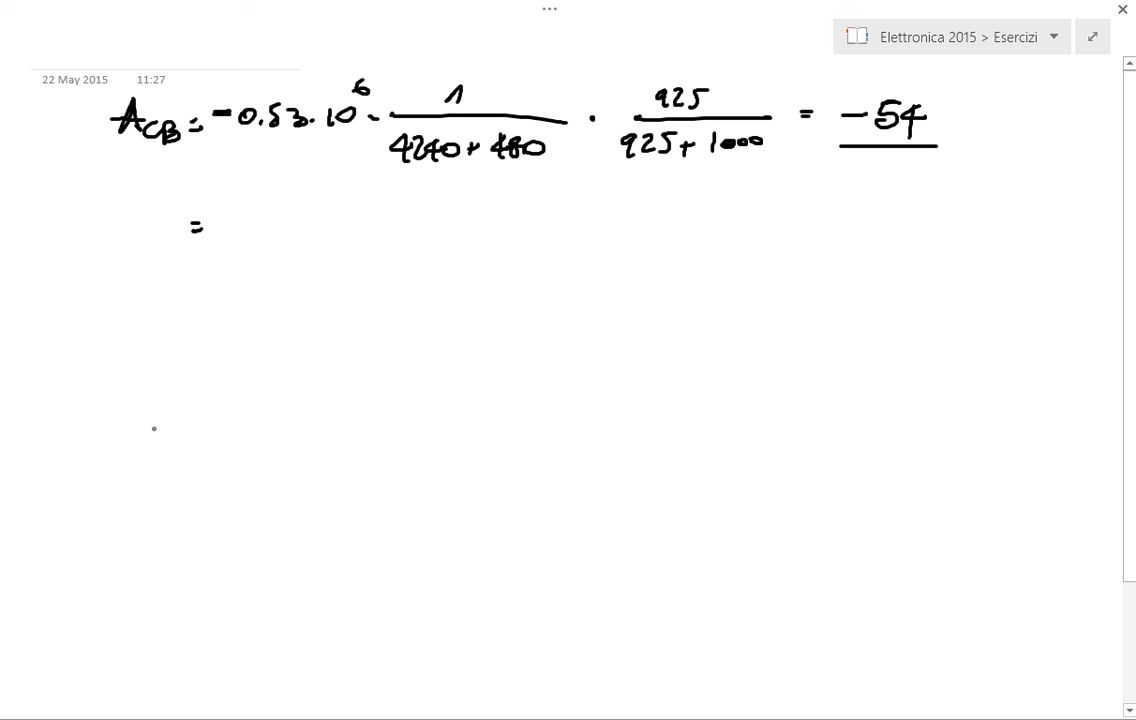 Elettronica 2015 > Esercizi
22 May 2015 11:27
A_CB = -0.53·10^6 · 1/(4240+480) · 925/(925+1000) = -54
=